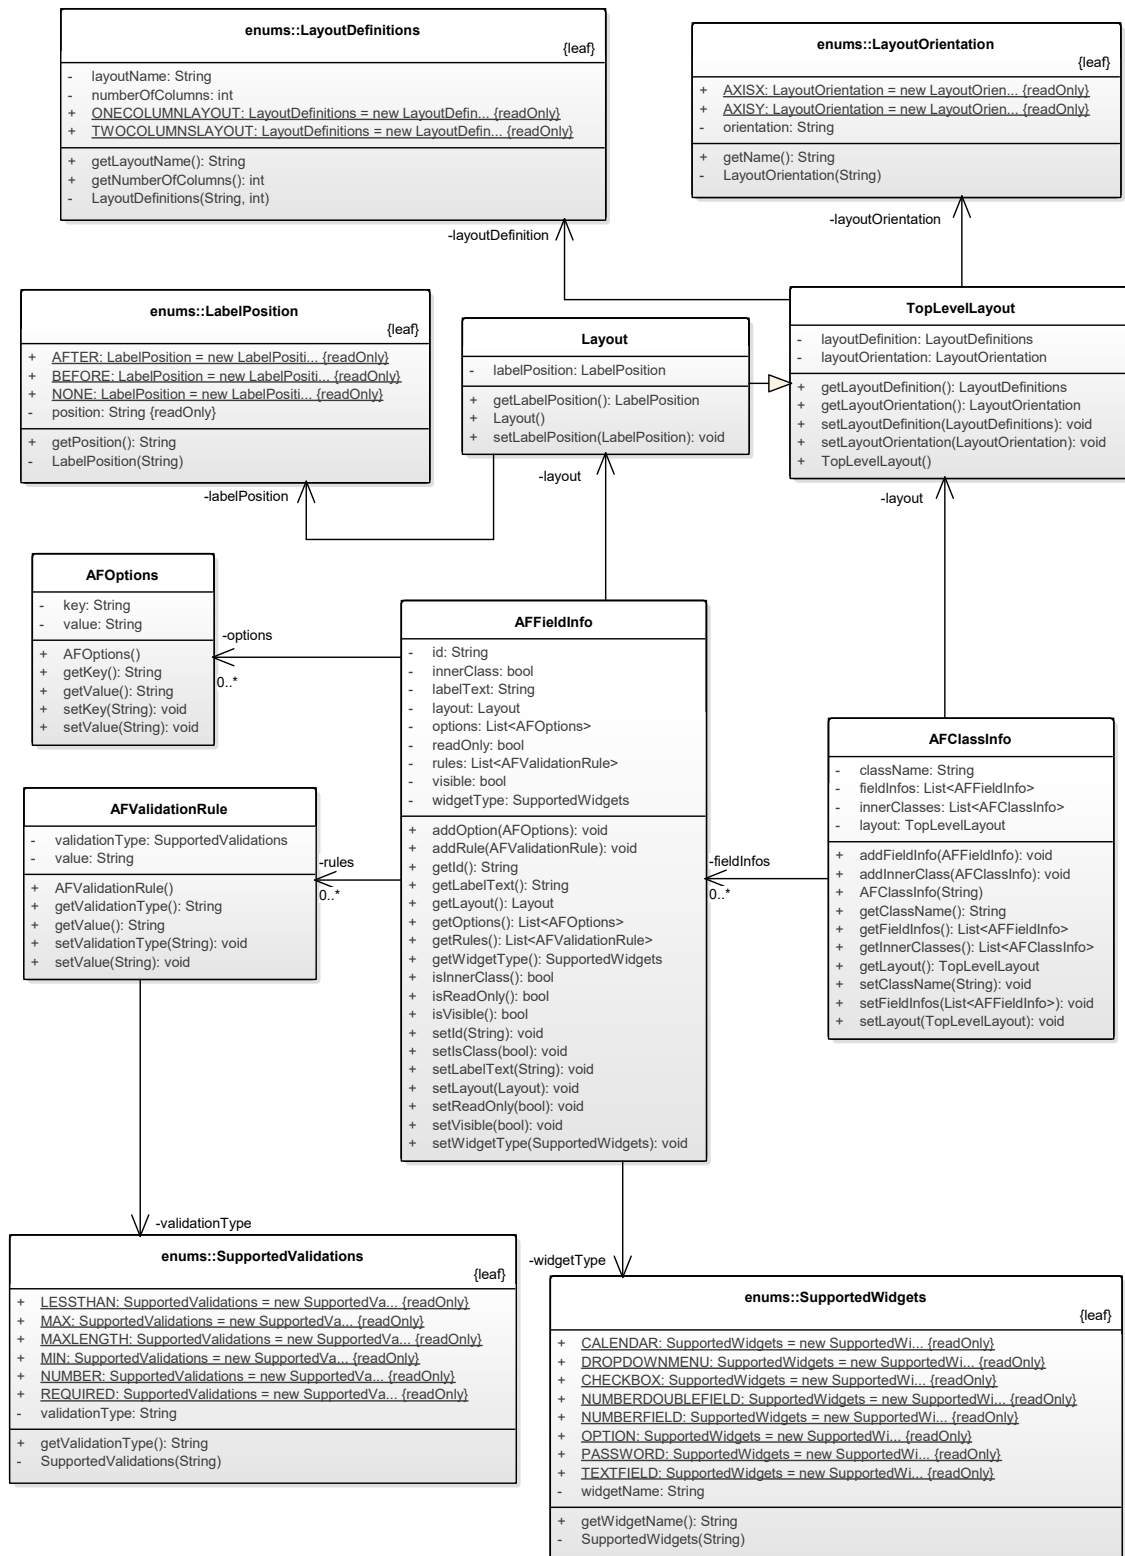 enums::LayoutDefinitions
{leaf}
- layoutName: String
- numberOfColumns: int
+ ONECOLUMNLAYOUT: LayoutDefinitions = new LayoutDefin... {readOnly}
+ TWOCOLUMNSLAYOUT: LayoutDefinitions = new LayoutDefin... {readOnly}
+ getLayoutName(): String
+ getNumberOfColumns(): int
- LayoutDefinitions(String, int)
enums::LayoutOrientation
{leaf}
+ AXISX: LayoutOrientation = new LayoutOrien... {readOnly}
+ AXISY: LayoutOrientation = new LayoutOrien... {readOnly}
- orientation: String
+ getName(): String
- LayoutOrientation(String)
-layoutDefinition
-layoutOrientation
enums::LabelPosition
{leaf}
+ AFTER: LabelPosition = new LabelPositi... {readOnly}
+ BEFORE: LabelPosition = new LabelPositi... {readOnly}
+ NONE: LabelPosition = new LabelPositi... {readOnly}
- position: String {readOnly}
+ getPosition(): String
- LabelPosition(String)
Layout
- labelPosition: LabelPosition
+ getLabelPosition(): LabelPosition
+ Layout()
+ setLabelPosition(LabelPosition): void
TopLevelLayout
- layoutDefinition: LayoutDefinitions
- layoutOrientation: LayoutOrientation
+ getLayoutDefinition(): LayoutDefinitions
+ getLayoutOrientation(): LayoutOrientation
+ setLayoutDefinition(LayoutDefinitions): void
+ setLayoutOrientation(LayoutOrientation): void
+ TopLevelLayout()
-labelPosition
-layout
-layout
AFOptions
- key: String
- value: String
+ AFOptions()
+ getKey(): String
+ getValue(): String
+ setKey(String): void
+ setValue(String): void
-options
0..*
AFFieldInfo
- id: String
- innerClass: bool
- labelText: String
- layout: Layout
- options: List<AFOptions>
- readOnly: bool
- rules: List<AFValidationRule>
- visible: bool
- widgetType: SupportedWidgets
+ addOption(AFOptions): void
+ addRule(AFValidationRule): void
+ getId(): String
+ getLabelText(): String
+ getLayout(): Layout
+ getOptions(): List<AFOptions>
+ getRules(): List<AFValidationRule>
+ getWidgetType(): SupportedWidgets
+ isInnerClass(): bool
+ isReadOnly(): bool
+ isVisible(): bool
+ setId(String): void
+ setIsClass(bool): void
+ setLabelText(String): void
+ setLayout(Layout): void
+ setReadOnly(bool): void
+ setVisible(bool): void
+ setWidgetType(SupportedWidgets): void
AFClassInfo
- className: String
- fieldInfos: List<AFFieldInfo>
- innerClasses: List<AFClassInfo>
- layout: TopLevelLayout
+ addFieldInfo(AFFieldInfo): void
+ addInnerClass(AFClassInfo): void
+ AFClassInfo(String)
+ getClassName(): String
+ getFieldInfos(): List<AFFieldInfo>
+ getInnerClasses(): List<AFClassInfo>
+ getLayout(): TopLevelLayout
+ setClassName(String): void
+ setFieldInfos(List<AFFieldInfo>): void
+ setLayout(TopLevelLayout): void
-fieldInfos
0..*
AFValidationRule
- validationType: SupportedValidations
- value: String
+ AFValidationRule()
+ getValidationType(): String
+ getValue(): String
+ setValidationType(String): void
+ setValue(String): void
-rules
0..*
-validationType
-widgetType
enums::SupportedValidations
{leaf}
+ LESSTHAN: SupportedValidations = new SupportedVa... {readOnly}
+ MAX: SupportedValidations = new SupportedVa... {readOnly}
+ MAXLENGTH: SupportedValidations = new SupportedVa... {readOnly}
+ MIN: SupportedValidations = new SupportedVa... {readOnly}
+ NUMBER: SupportedValidations = new SupportedVa... {readOnly}
+ REQUIRED: SupportedValidations = new SupportedVa... {readOnly}
- validationType: String
+ getValidationType(): String
- SupportedValidations(String)
enums::SupportedWidgets
{leaf}
+ CALENDAR: SupportedWidgets = new SupportedWi... {readOnly}
+ DROPDOWNMENU: SupportedWidgets = new SupportedWi... {readOnly}
+ CHECKBOX: SupportedWidgets = new SupportedWi... {readOnly}
+ NUMBERDOUBLEFIELD: SupportedWidgets = new SupportedWi... {readOnly}
+ NUMBERFIELD: SupportedWidgets = new SupportedWi... {readOnly}
+ OPTION: SupportedWidgets = new SupportedWi... {readOnly}
+ PASSWORD: SupportedWidgets = new SupportedWi... {readOnly}
+ TEXTFIELD: SupportedWidgets = new SupportedWi... {readOnly}
- widgetName: String
+ getWidgetName(): String
- SupportedWidgets(String)